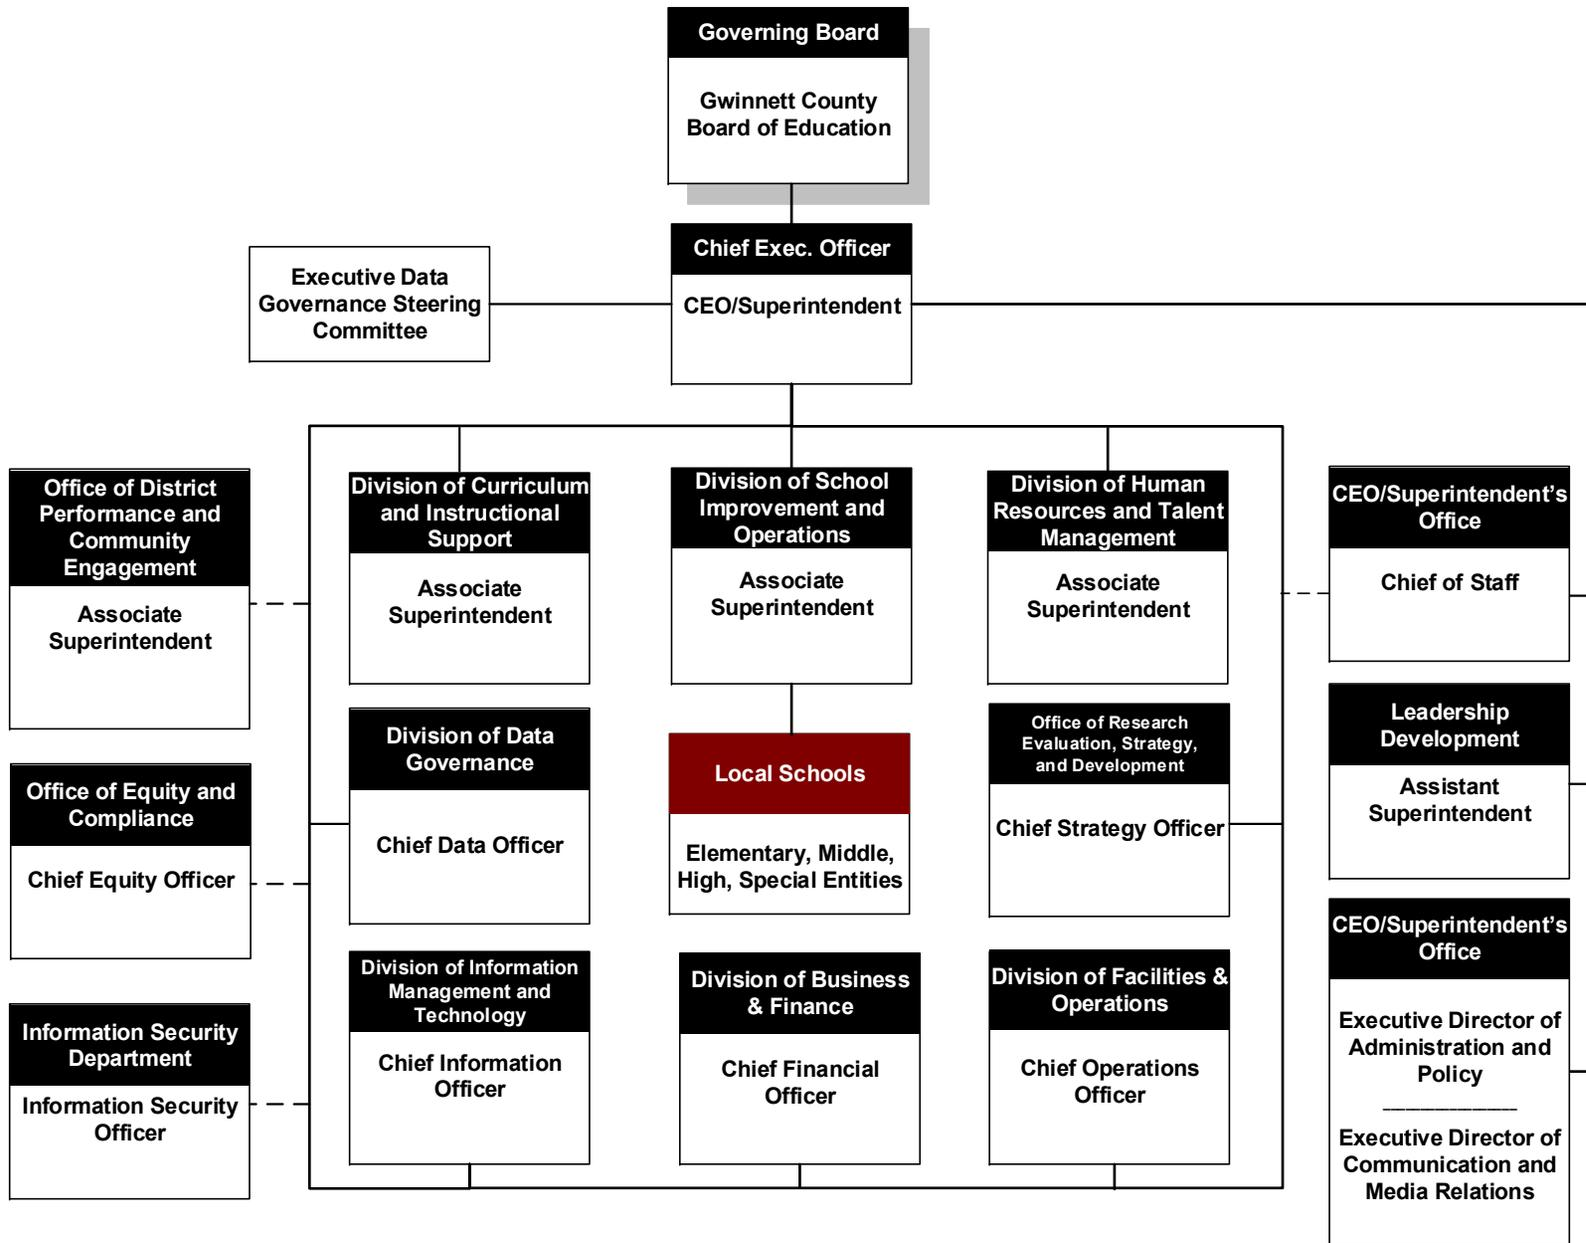 Governing Board
Gwinnett County
Board of Education
Chief Exec. Officer
CEO/Superintendent
Executive Data
Governance Steering
Committee
Office of District
Performance and
Community
Engagement
Associate
Superintendent
Division of Curriculum
and Instructional
Support
Associate
Superintendent
Division of School
Improvement and
Operations
Associate
Superintendent
Division of Human
Resources and Talent
Management
Associate
Superintendent
CEO/Superintendent's
Office
Chief of Staff
Office of Equity and
Compliance
Chief Equity Officer
Division of Data
Governance
Chief Data Officer
Local Schools
Elementary, Middle,
High, Special Entities
Office of Research
Evaluation, Strategy,
and Development
Chief Strategy Officer
Leadership
Development
Assistant
Superintendent
Information Security
Department
Information Security
Officer
Division of Information
Management and
Technology
Chief Information
Officer
Division of Business
& Finance
Chief Financial
Officer
Division of Facilities &
Operations
Chief Operations
Officer
CEO/Superintendent's
Office
Executive Director of
Administration and
Policy
Executive Director of
Communication and
Media Relations